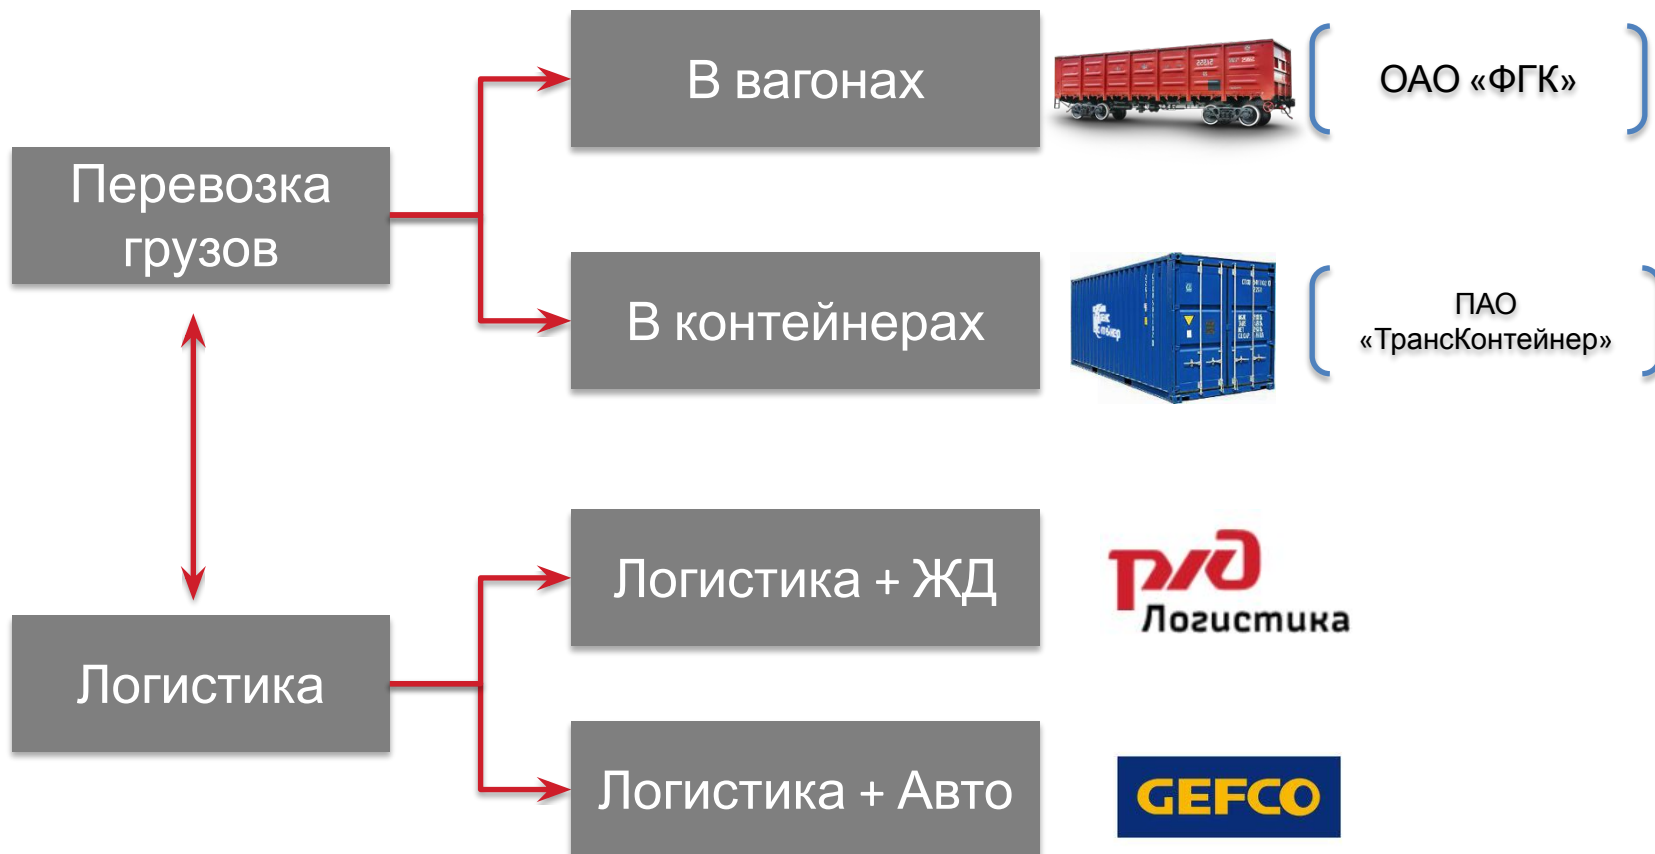 В вагонах
ОАО «ФГК»
Перевозка
грузов
В контейнерах
ПАО
«ТрансКонтейнер»
Логистика + ЖД
ржд
Логистика
Логистика
Логистика + Авто
GEFCO